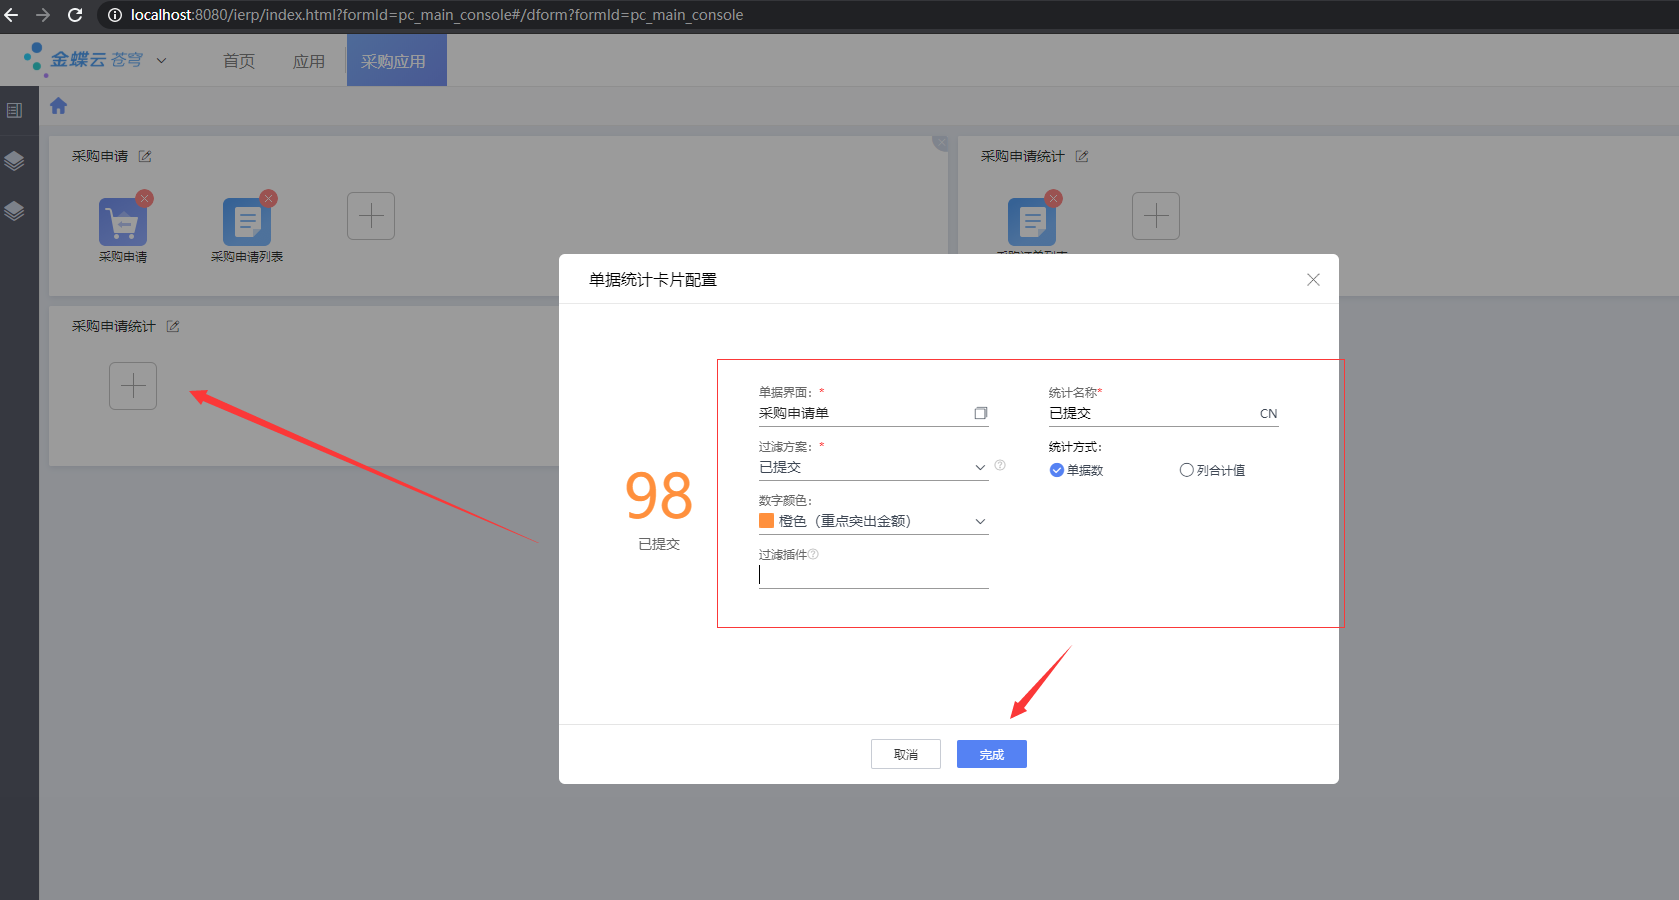 localhost:8080/ierp/index.html?formId=pc_main_console#/dform?formId=pc_main_console
金蝶云 苍穹 首页 应用 采购应用
采购申请 采购申请统计
采购申请 采购申请列表
采购申请统计
单据统计卡片配置
98
已提交
单据界面：* 统计名称*
采购申请单 已提交 CN
过滤方案：* 统计方式：
已提交 单据数 列合计值
数字颜色：
橙色（重点突出金额）
过滤插件
取消 完成